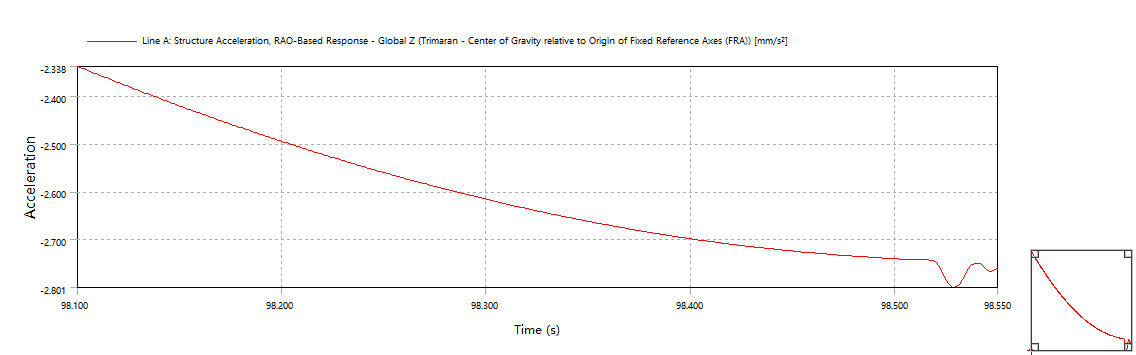 Line A: Structure Acceleration, RAO-Based Response - Global Z (Trimaran - Center of Gravity relative to Origin of Fixed Reference Axes (FRA)) [mm/s²]
-2.338
-2.400
-2.500
-2.600
-2.700
-2.801
Acceleration
98.100 98.200 98.300 98.400 98.500 98.550
Time (s)